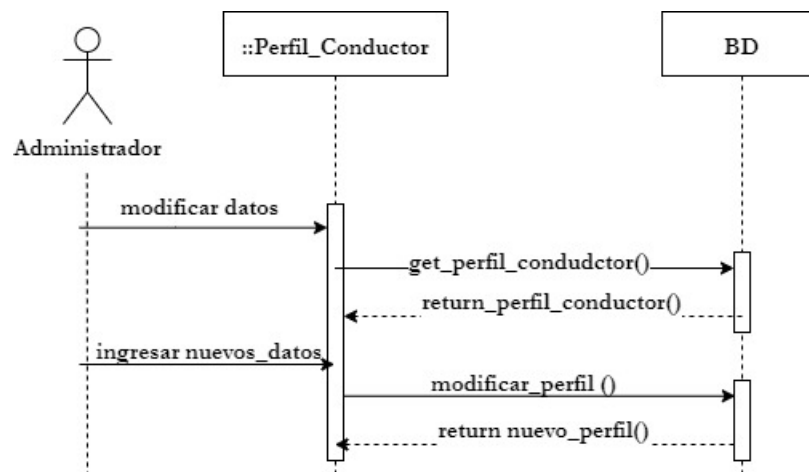 ::Perfil_Conductor
BD
Administrador
modificar datos
get_perfil_condudctor()
return_perfil_conductor()
ingresar nuevos_datos
modificar_perfil ()
return nuevo_perfil()